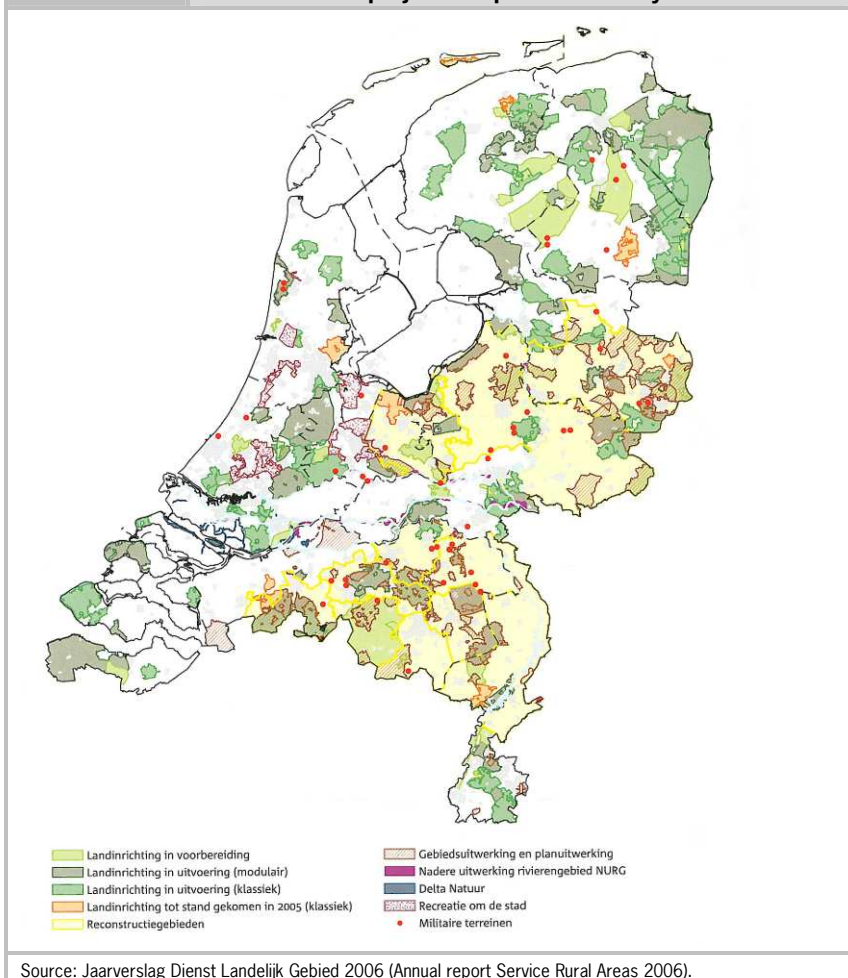 Landinrichting in voorbereiding
Landinrichting in uitvoering (modulair)
Landinrichting in uitvoering (klassiek)
Landinrichting tot stand gekomen in 2005 (klassiek)
Reconstructiegebieden
Gebiedsuitwerking en planuitwerking
Nadere uitwerking rivierengebied NURG
Delta Natuur
Recreatie om de stad
Militaire terreinen
Source: Jaarverslag Dienst Landelijk Gebied 2006 (Annual report Service Rural Areas 2006).